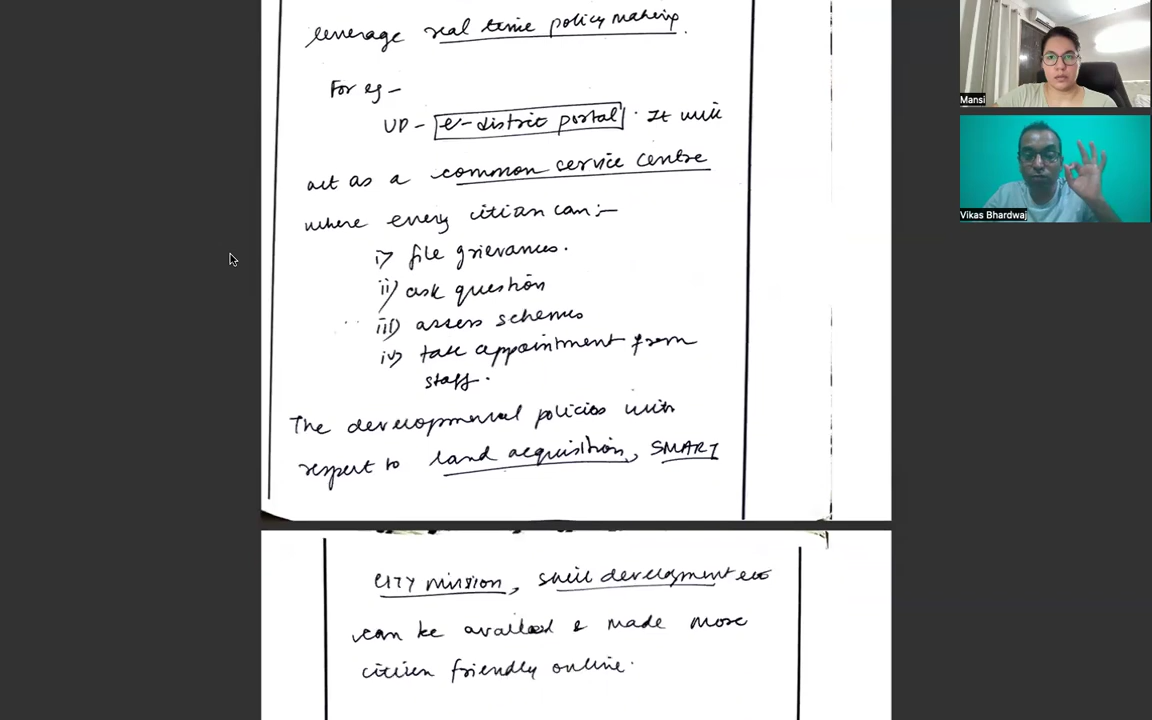 leverage real time policy making.
For eg -
UP - e-district portal. It will
act as a common service centre
where every citizen can :-
i) file grievances.
ii) ask question
iii) assess schemes
iv) take appointment from
staff.
The developmental policies with
respect to land acquisition, SMART
CITY mission, skill development etc
can be availed & made more
citizen friendly online.
Mansi
Vikas Bhardwaj